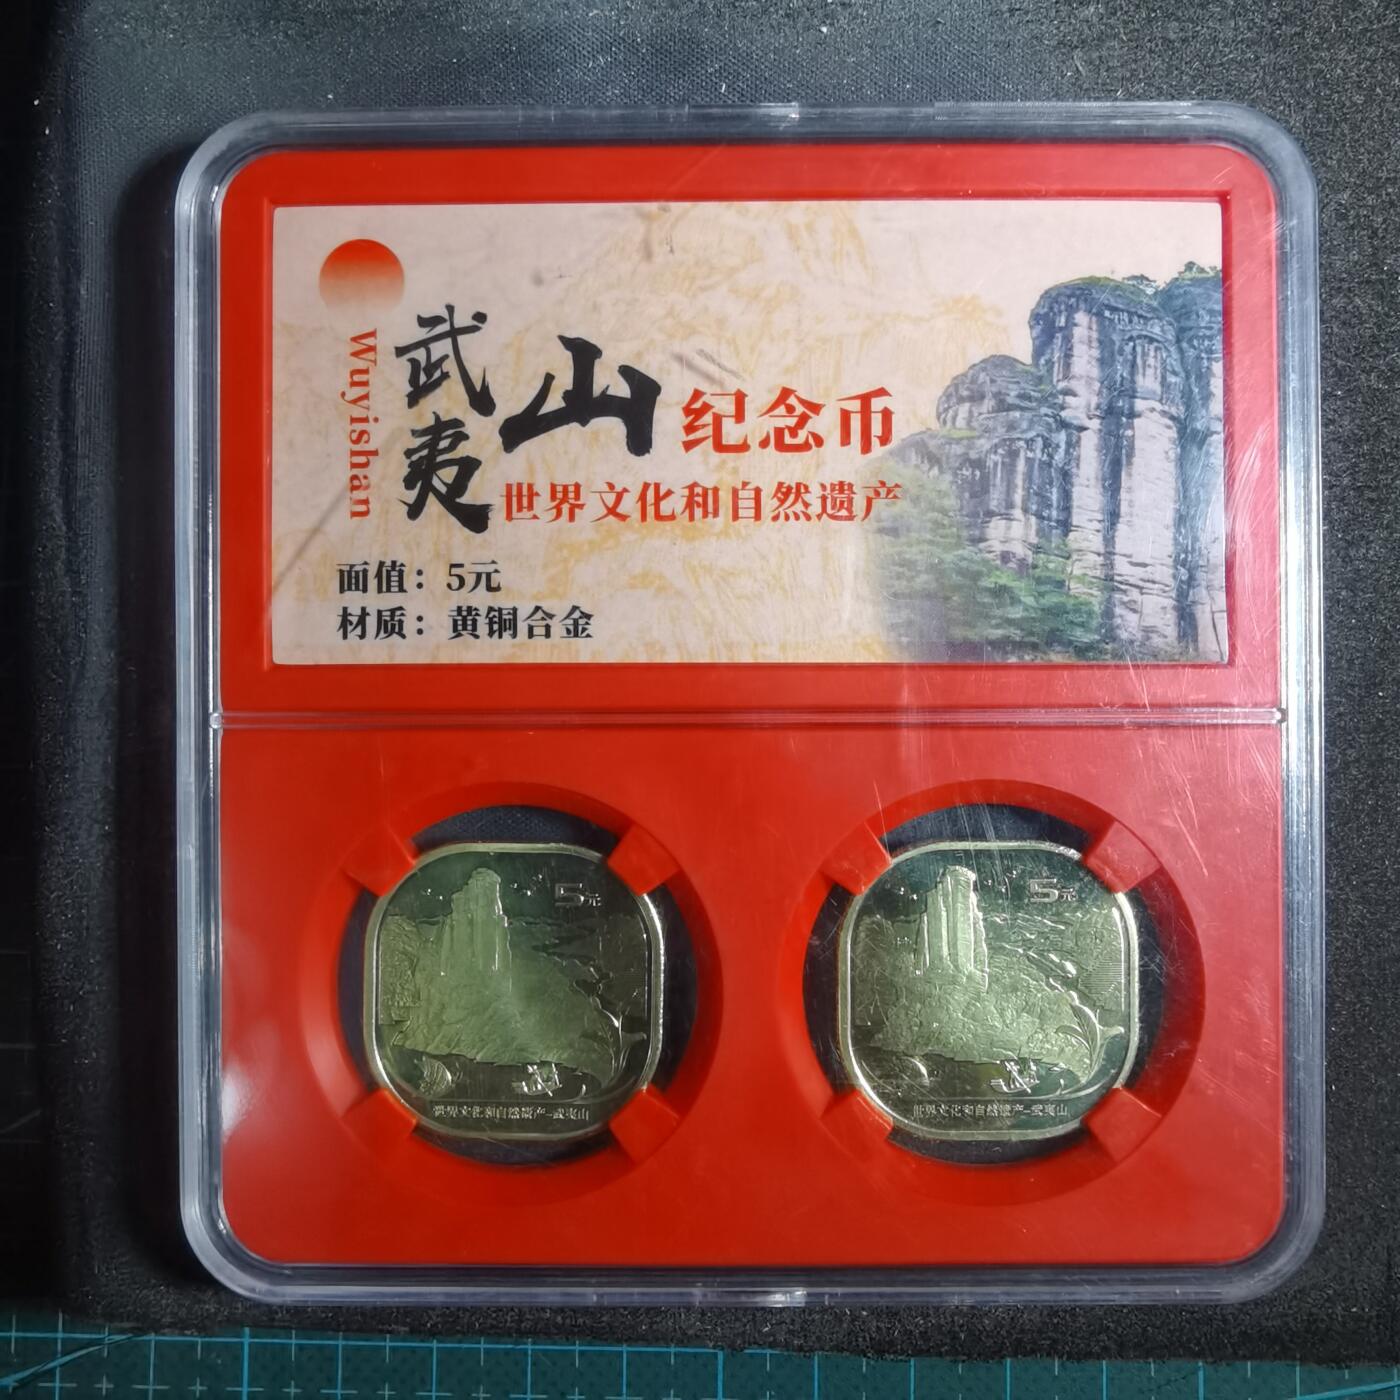 Wuyishan
武夷山 纪念币
世界文化和自然遗产
面值：5元
材质：黄铜合金
5元
世界文化和自然遗产-武夷山
5元
世界文化和自然遗产-武夷山